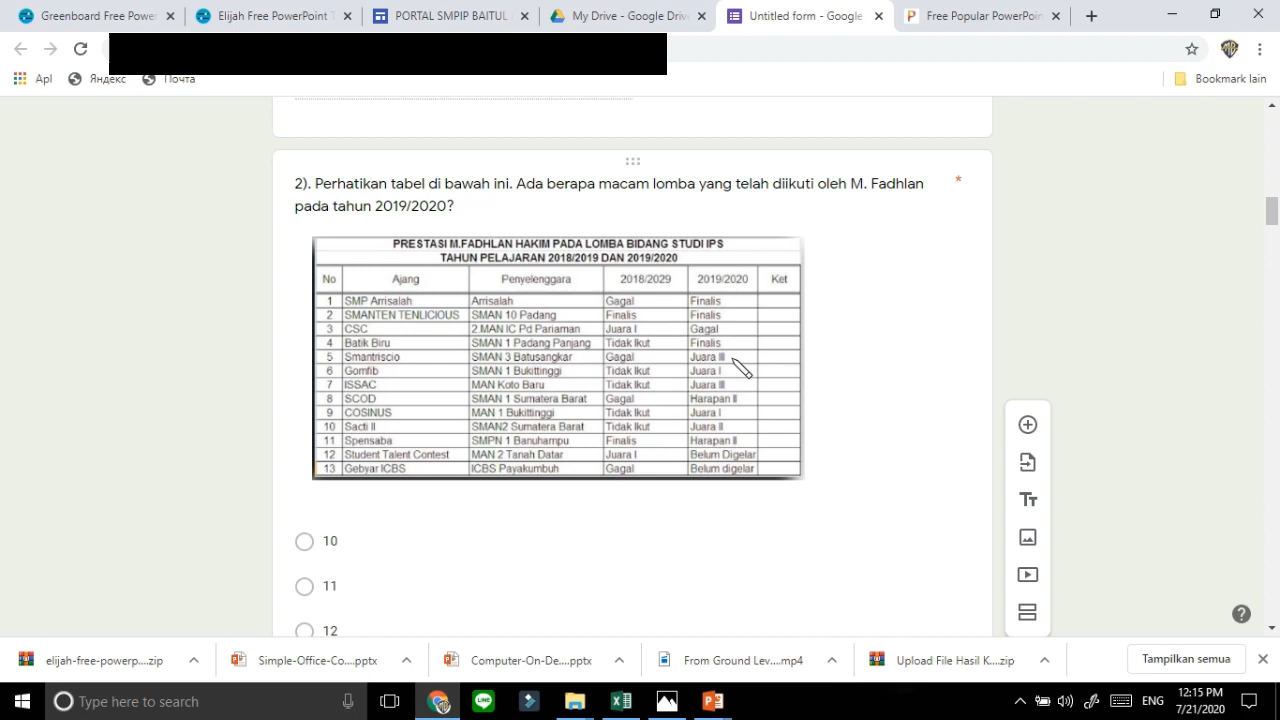 Greenboard Free Power
Elijah Free PowerPoint T
PORTAL SMPIP BAITUL
My Drive - Google Drive
Untitled form - Google
Free Popular PowerPoin
Apl
Яндекс
Почта
Bookmark lain
2). Perhatikan tabel di bawah ini. Ada berapa macam lomba yang telah diikuti oleh M. Fadhlan *
pada tahun 2019/2020?
PRESTASI M.FADHLAN HAKIM PADA LOMBA BIDANG STUDI IPS
TAHUN PELAJARAN 2018/2019 DAN 2019/2020
No Ajang Penyelenggara 2018/2029 2019/2020 Ket
1 SMP Arrisalah Arrisalah Gagal Finalis
2 SMANTEN TENLICIOUS SMAN 10 Padang Finalis Finalis
3 CSC 2.MAN IC Pd Pariaman Juara I Gagal
4 Batik Biru SMAN 1 Padang Panjang Tidak Ikut Finalis
5 Smantriscio SMAN 3 Batusangkar Gagal Juara III
6 Gomfib SMAN 1 Bukittinggi Tidak Ikut Juara I
7 ISSAC MAN Koto Baru Tidak Ikut Juara III
8 SCOD SMAN 1 Sumatera Barat Gagal Harapan II
9 COSINUS MAN 1 Bukittinggi Tidak Ikut Juara I
10 Sacti II SMAN2 Sumatera Barat Tidak Ikut Juara II
11 Spensaba SMPN 1 Banuhampu Finalis Harapan II
12 Student Talent Contest MAN 2 Tanah Datar Juara I Belum Digelar
13 Gebyar ICBS ICBS Payakumbuh Gagal Belum digelar
10
11
12
elijah-free-powerp....zip
Simple-Office-Co....pptx
Computer-On-De....pptx
From Ground Lev....mp4
Upload File Hasil K....zip
Tampilkan semua
Type here to search
ENG
12:15 PM
7/21/2020